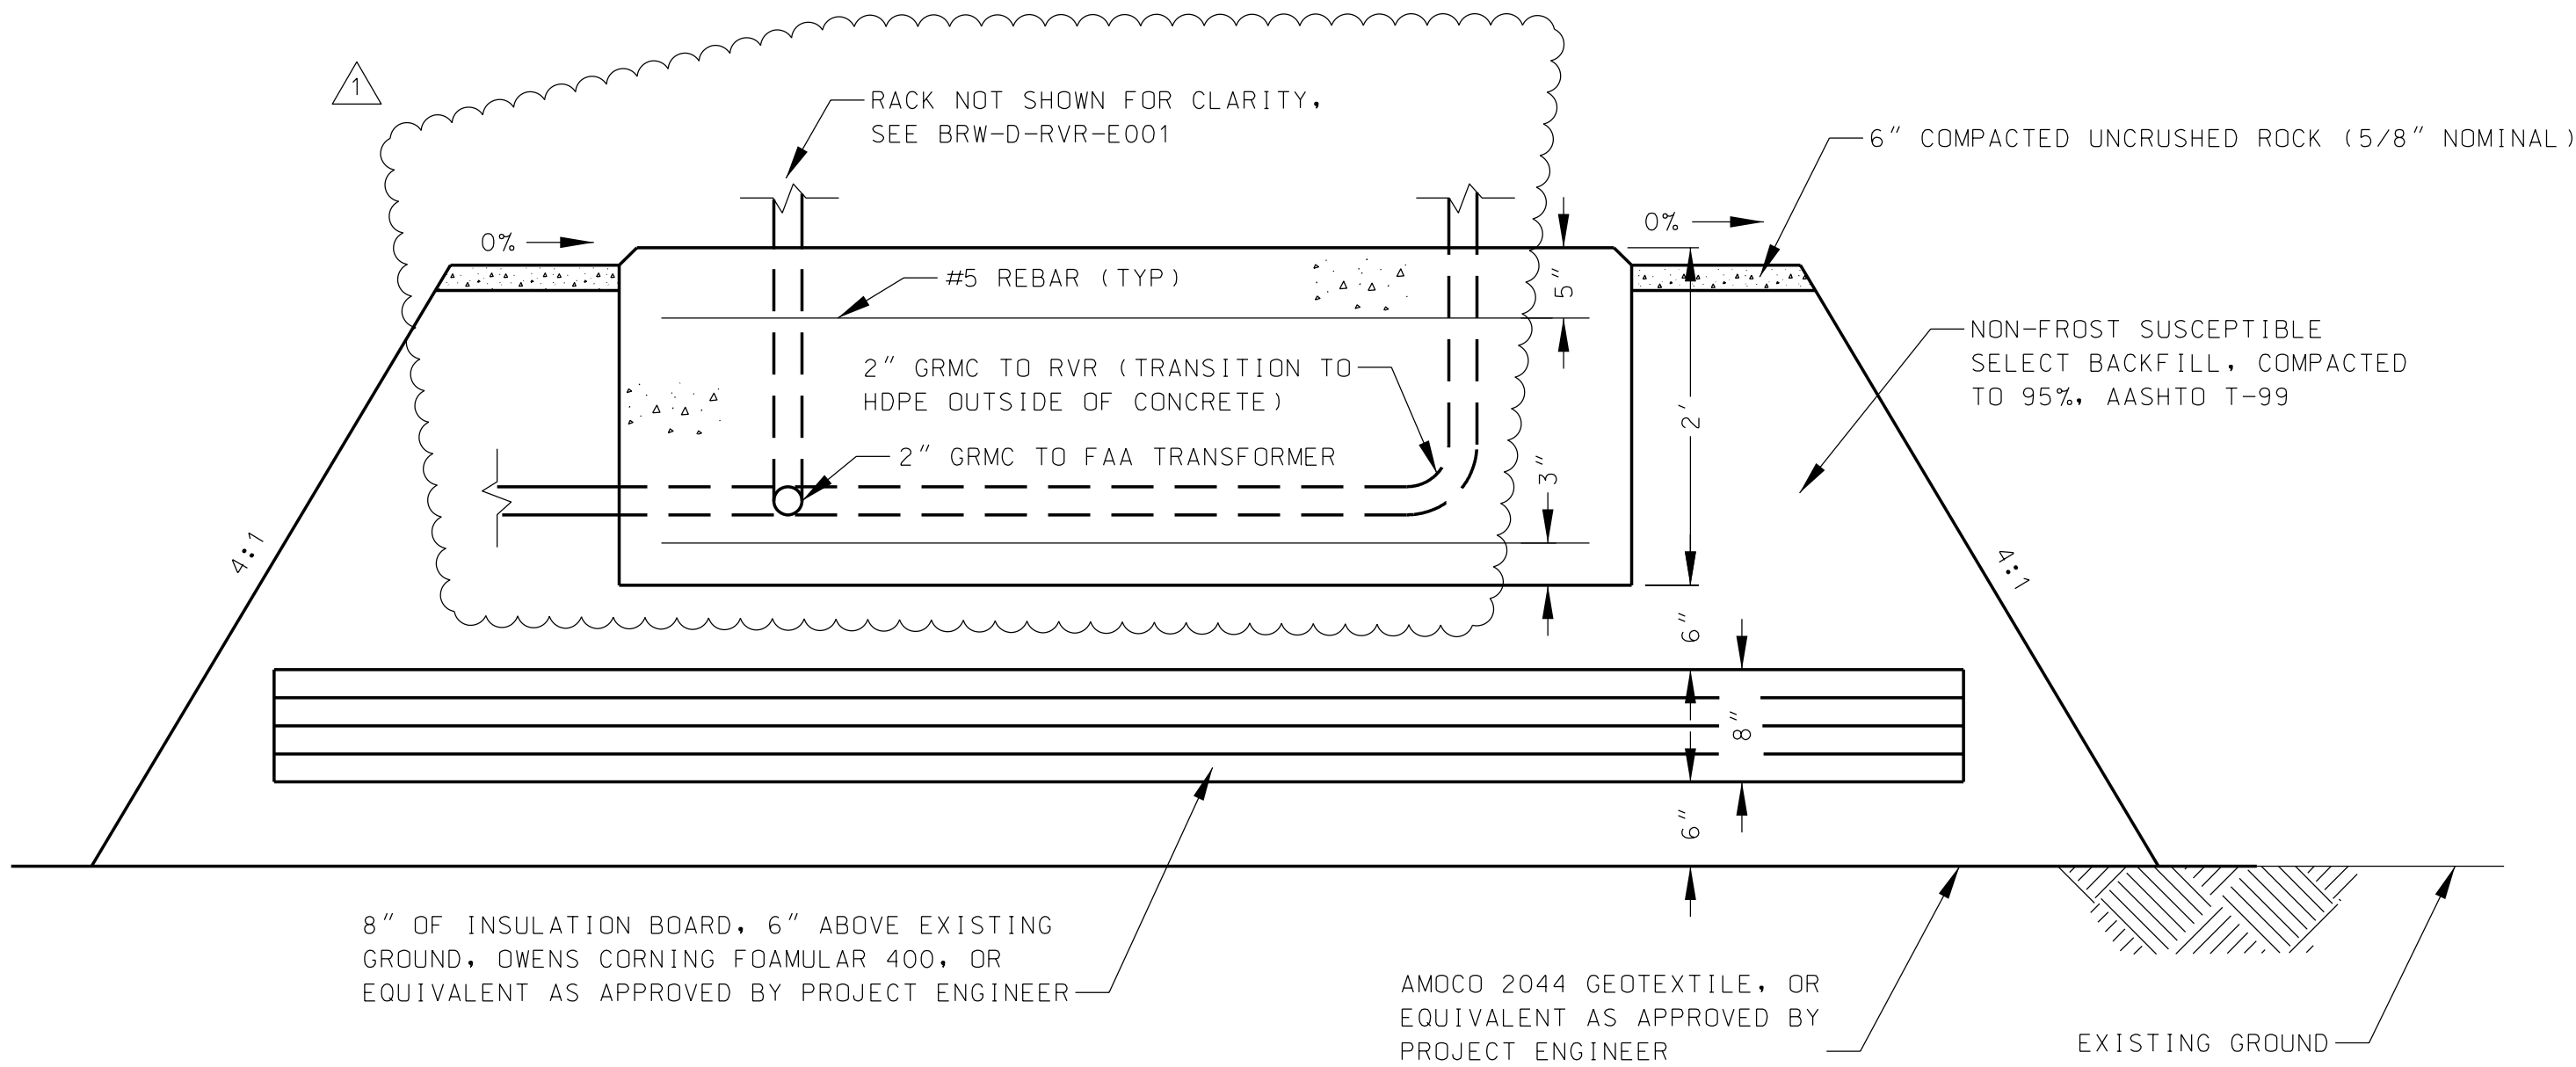 1
RACK NOT SHOWN FOR CLARITY,
SEE BRW-D-RVR-E001
6" COMPACTED UNCRUSHED ROCK (5/8" NOMINAL)
0%
0%
#5 REBAR (TYP)
5"
NON-FROST SUSCEPTIBLE
SELECT BACKFILL, COMPACTED
TO 95%, AASHTO T-99
2" GRMC TO RVR (TRANSITION TO
HDPE OUTSIDE OF CONCRETE)
2'
2" GRMC TO FAA TRANSFORMER
3"
4:1
4:1
6"
8"
6"
8" OF INSULATION BOARD, 6" ABOVE EXISTING
GROUND, OWENS CORNING FOAMULAR 400, OR
EQUIVALENT AS APPROVED BY PROJECT ENGINEER
AMOCO 2044 GEOTEXTILE, OR
EQUIVALENT AS APPROVED BY
PROJECT ENGINEER
EXISTING GROUND